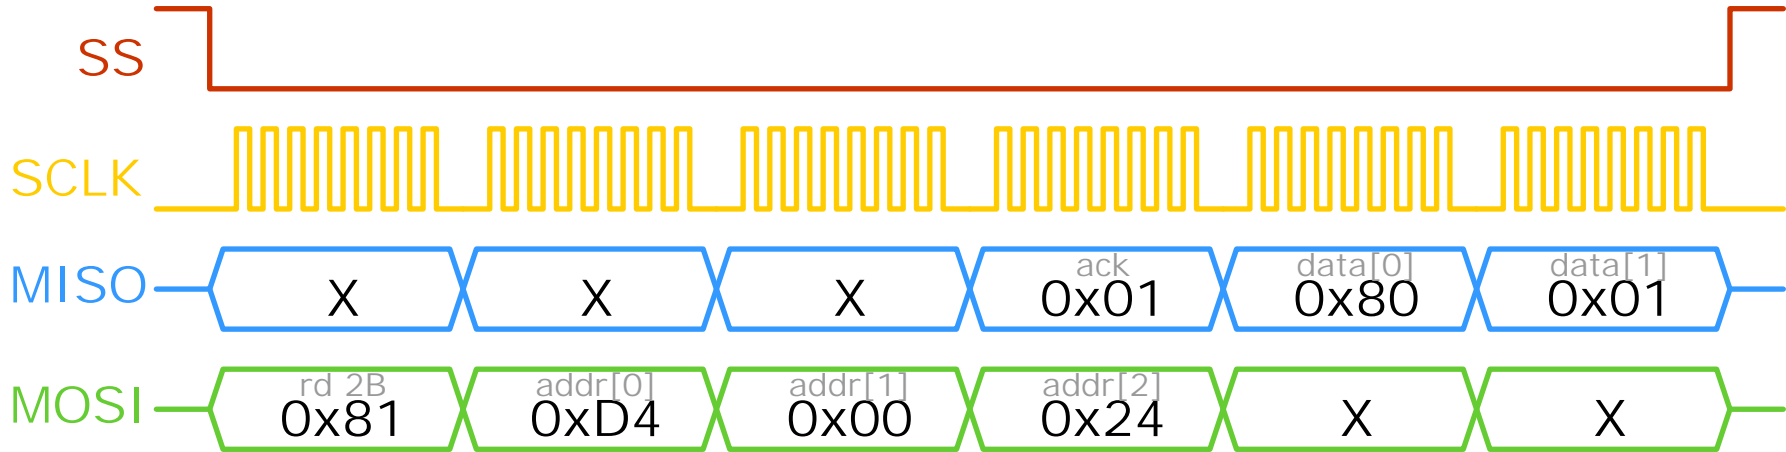 SS
SCLK
MISO
X
X
X
ack
0x01
data[0]
0x80
data[1]
0x01
MOSI
rd 2B
0x81
addr[0]
0xD4
addr[1]
0x00
addr[2]
0x24
X
X